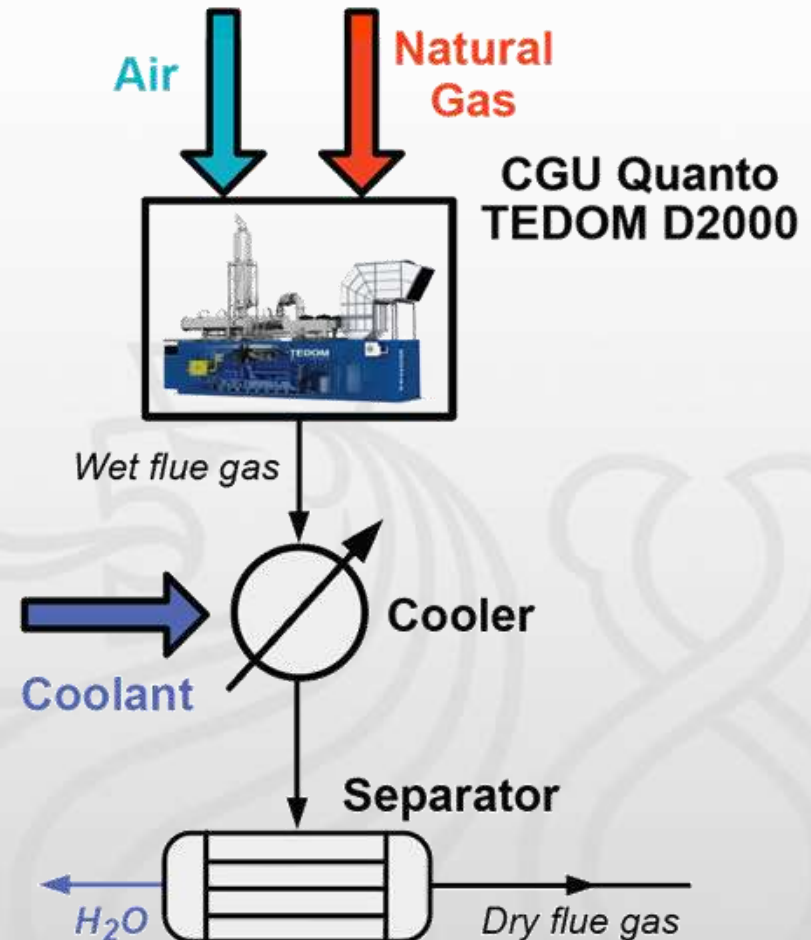 Air
Natural
Gas
CGU Quanto
TEDOM D2000
TEDOM
Wet flue gas
Cooler
Coolant
Separator
H₂O
Dry flue gas